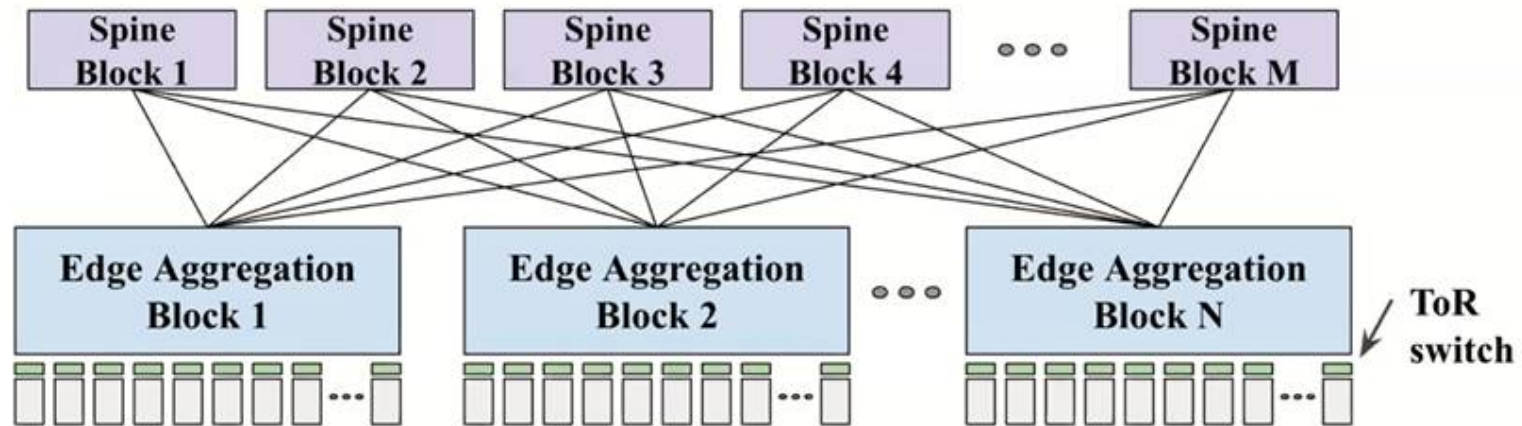 Spine
Block 1
Spine
Block 2
Spine
Block 3
Spine
Block 4
Spine
Block M
Edge Aggregation
Block 1
Edge Aggregation
Block 2
Edge Aggregation
Block N
ToR
switch